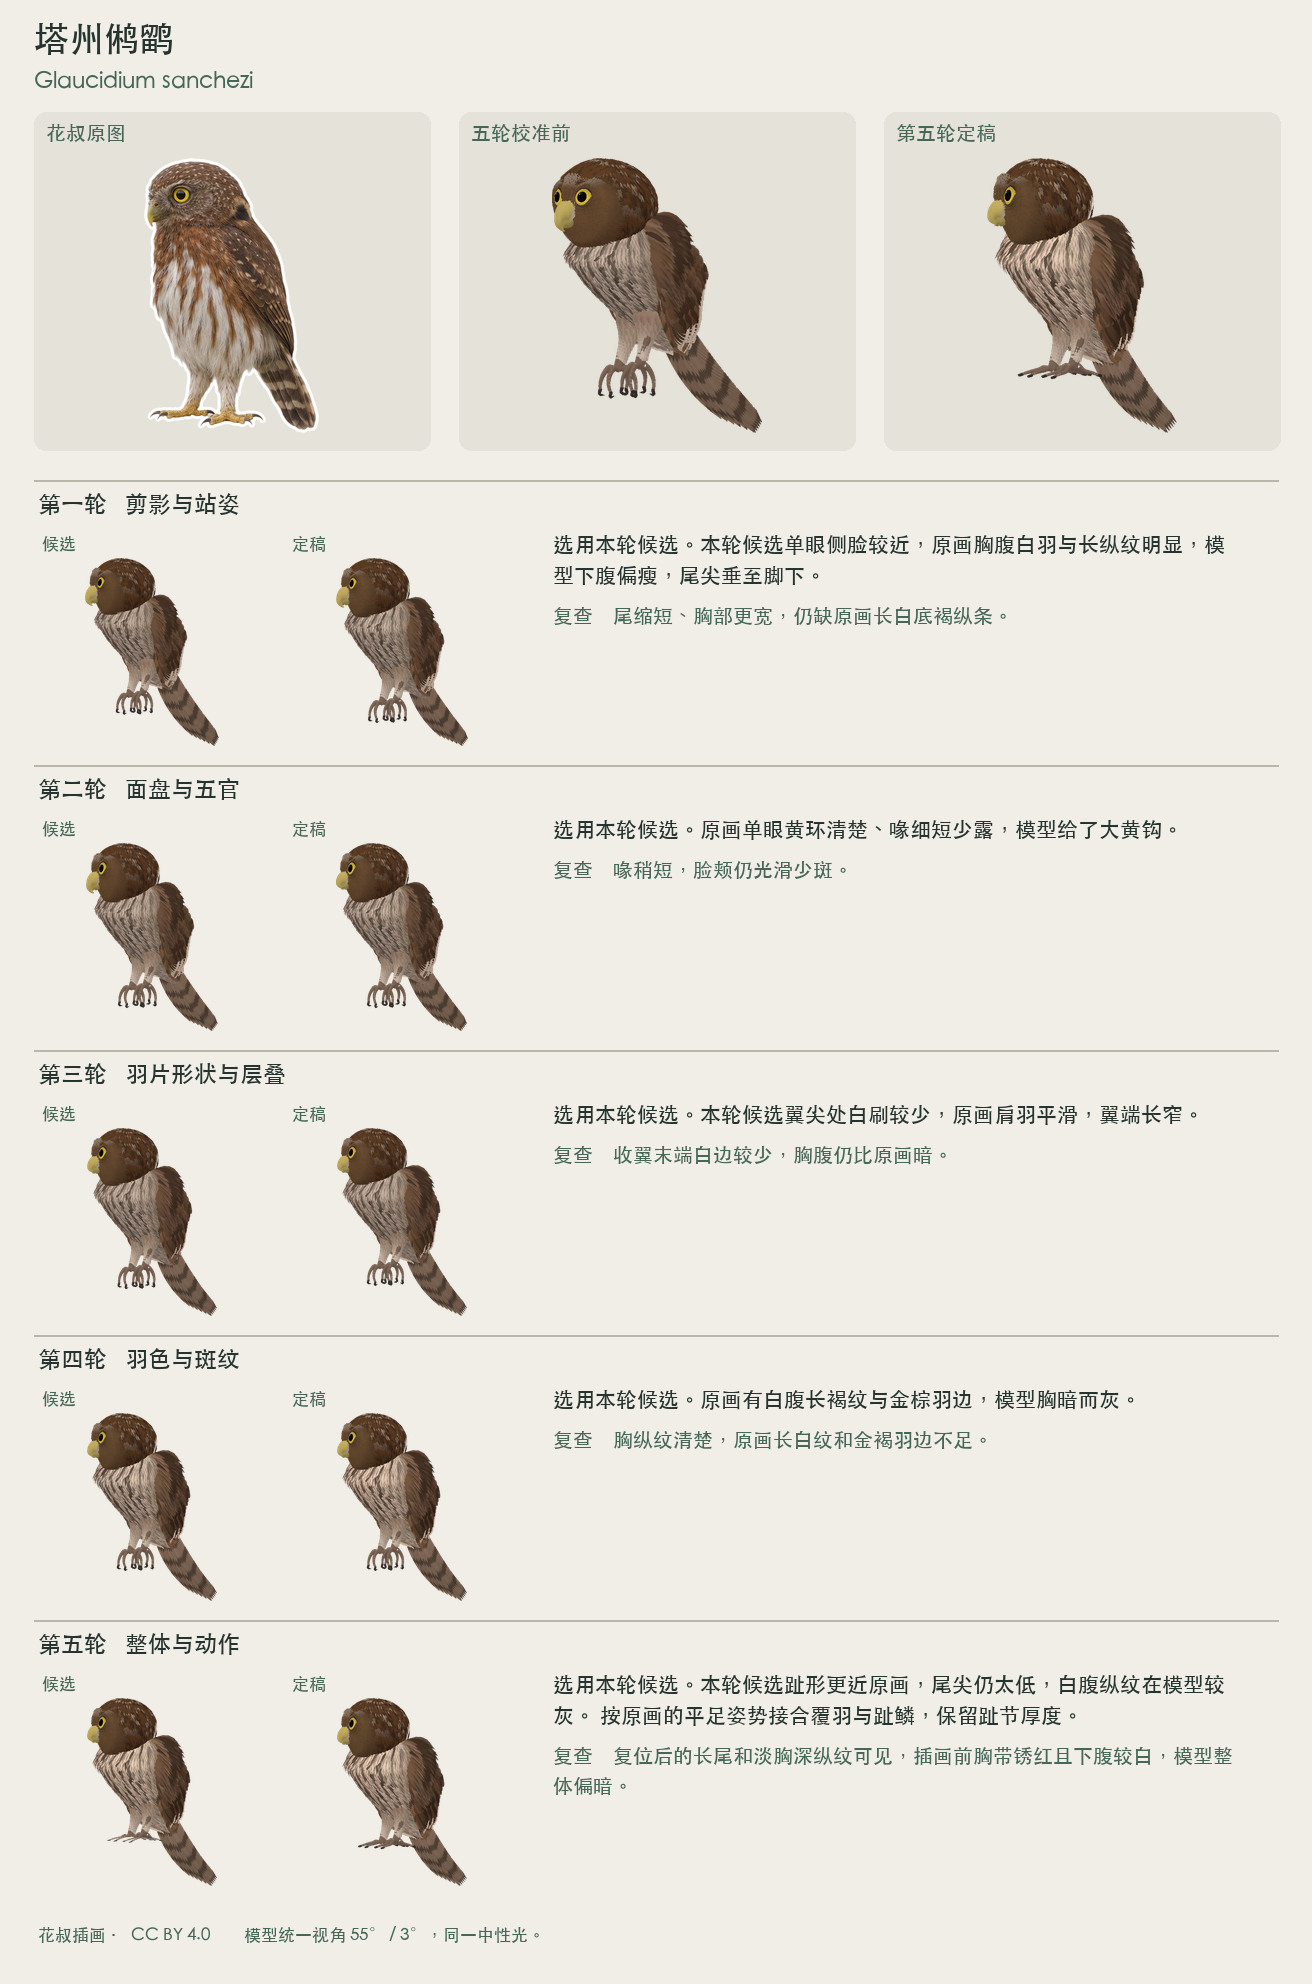 塔州鸺鹠
Glaucidium sanchezi
花叔原图
五轮校准前
第五轮定稿
第一轮 剪影与站姿
候选
定稿
选用本轮候选。本轮候选单眼侧脸较近，原画胸腹白羽与长纵纹明显，模
型下腹偏瘦，尾尖垂至脚下。
复查 尾缩短、胸部更宽，仍缺原画长白底褐纵条。
第二轮 面盘与五官
候选
定稿
选用本轮候选。原画单眼黄环清楚、喙细短少露，模型给了大黄钩。
复查 喙稍短，脸颊仍光滑少斑。
第三轮 羽片形状与层叠
候选
定稿
选用本轮候选。本轮候选翼尖处白刷较少，原画肩羽平滑，翼端长窄。
复查 收翼末端白边较少，胸腹仍比原画暗。
第四轮 羽色与斑纹
候选
定稿
选用本轮候选。原画有白腹长褐纹与金棕羽边，模型胸暗而灰。
复查 胸纵纹清楚，原画长白纹和金褐羽边不足。
第五轮 整体与动作
候选
定稿
选用本轮候选。本轮候选趾形更近原画，尾尖仍太低，白腹纵纹在模型较
灰。 按原画的平足姿势接合覆羽与趾鳞，保留趾节厚度。
复查 复位后的长尾和淡胸深纵纹可见，插画前胸带锈红且下腹较白，模型整
体偏暗。
花叔插画 · CC BY 4.0 模型统一视角 55° / 3° ，同一中性光。